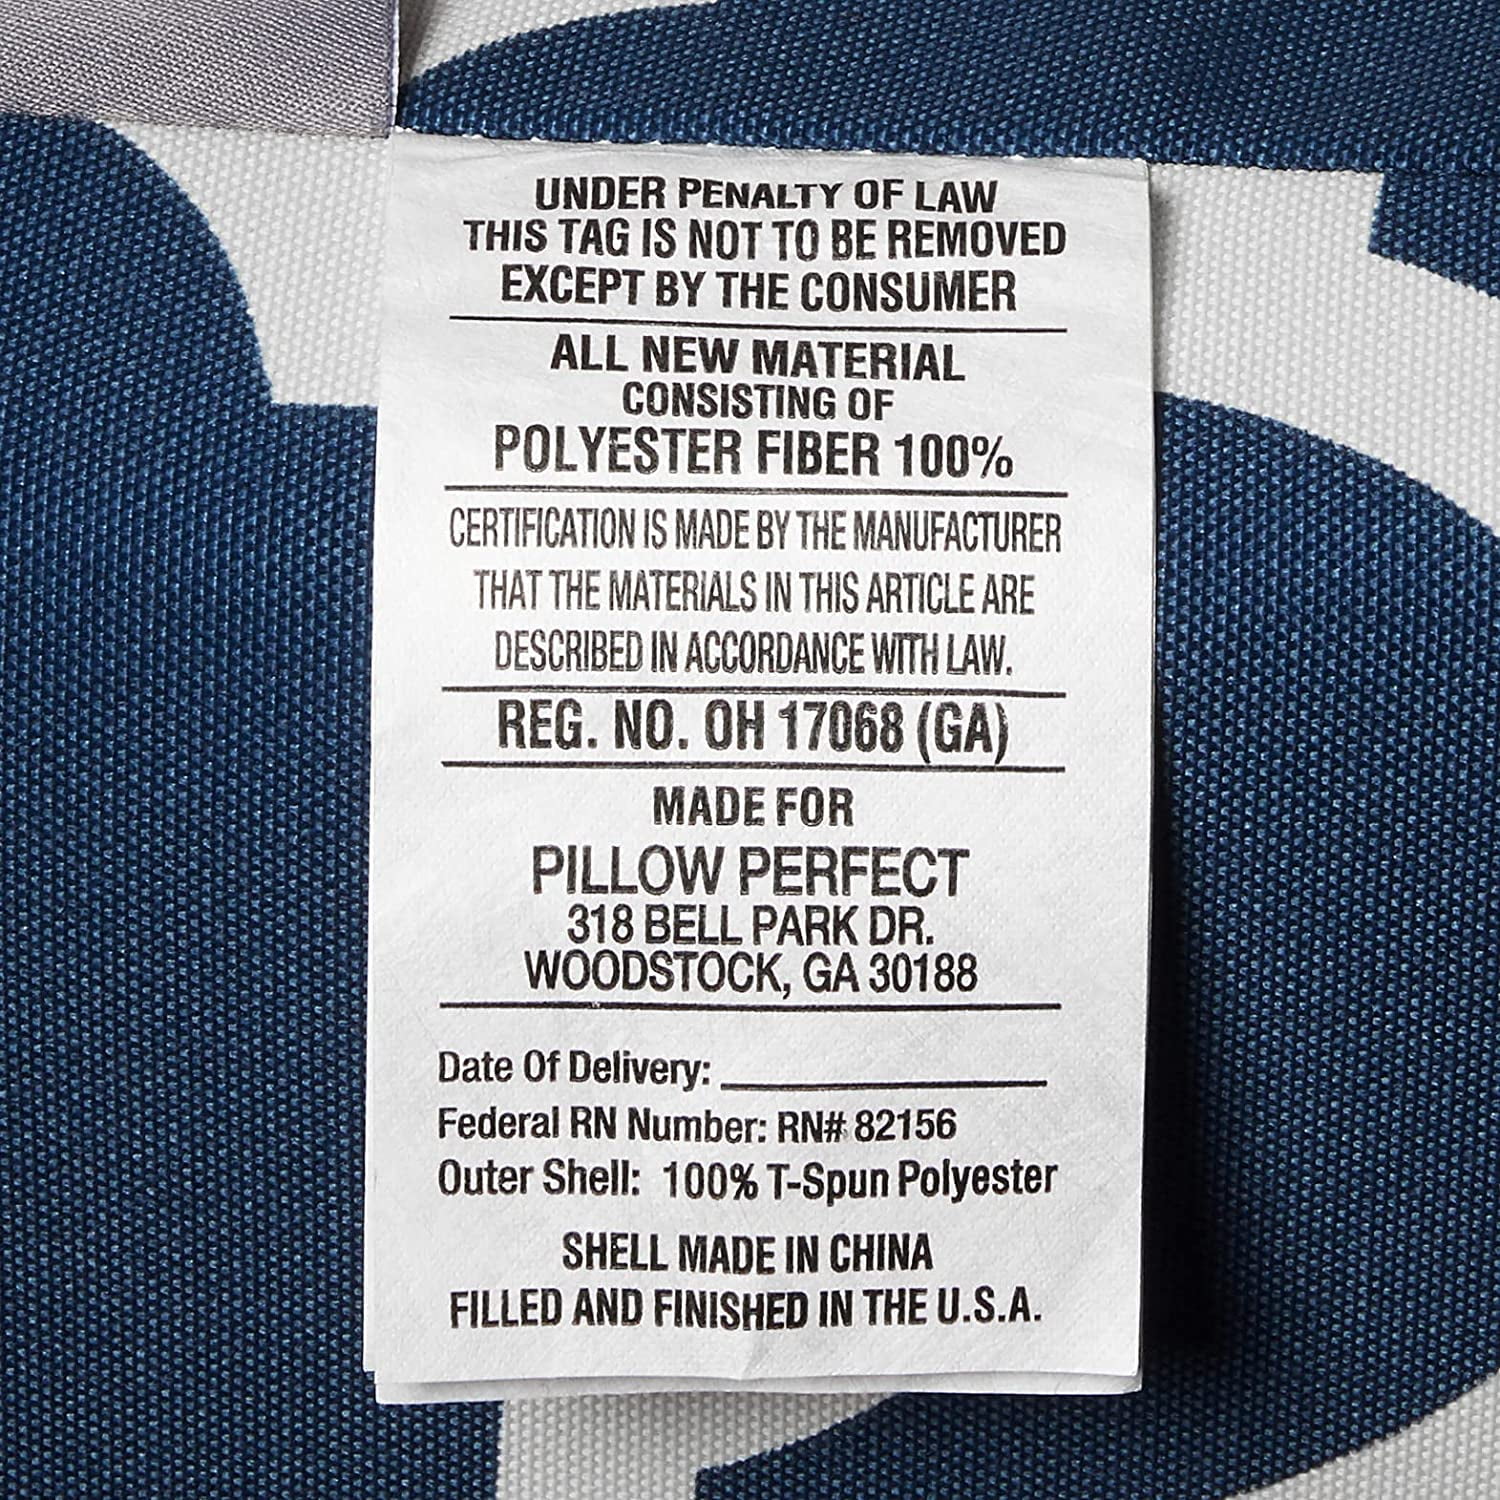 UNDER PENALTY OF LAW
THIS TAG IS NOT TO BE REMOVED
EXCEPT BY THE CONSUMER
ALL NEW MATERIAL
CONSISTING OF
POLYESTER FIBER 100%
CERTIFICATION IS MADE BY THE MANUFACTURER
THAT THE MATERIALS IN THIS ARTICLE ARE
DESCRIBED IN ACCORDANCE WITH LAW.
REG. NO. OH 17068 (GA)
MADE FOR
PILLOW PERFECT
318 BELL PARK DR.
WOODSTOCK, GA 30188
Date Of Delivery:
Federal RN Number: RN# 82156
Outer Shell: 100% T-Spun Polyester
SHELL MADE IN CHINA
FILLED AND FINISHED IN THE U.S.A.